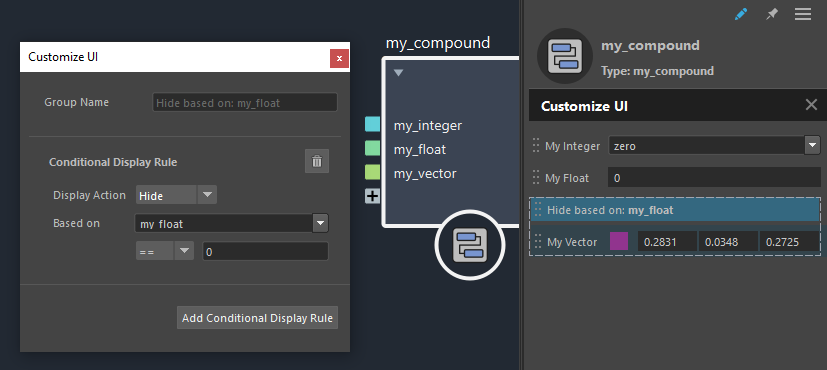 Customize UI
x
Group Name
Hide based on: my_float
Conditional Display Rule
Display Action
Hide
Based on
my_float
==
0
Add Conditional Display Rule
my_compound
my_integer
my_float
my_vector
my_compound
Type: my_compound
Customize UI
My Integer
zero
My Float
0
Hide based on: my_float
My Vector
0.2831
0.0348
0.2725